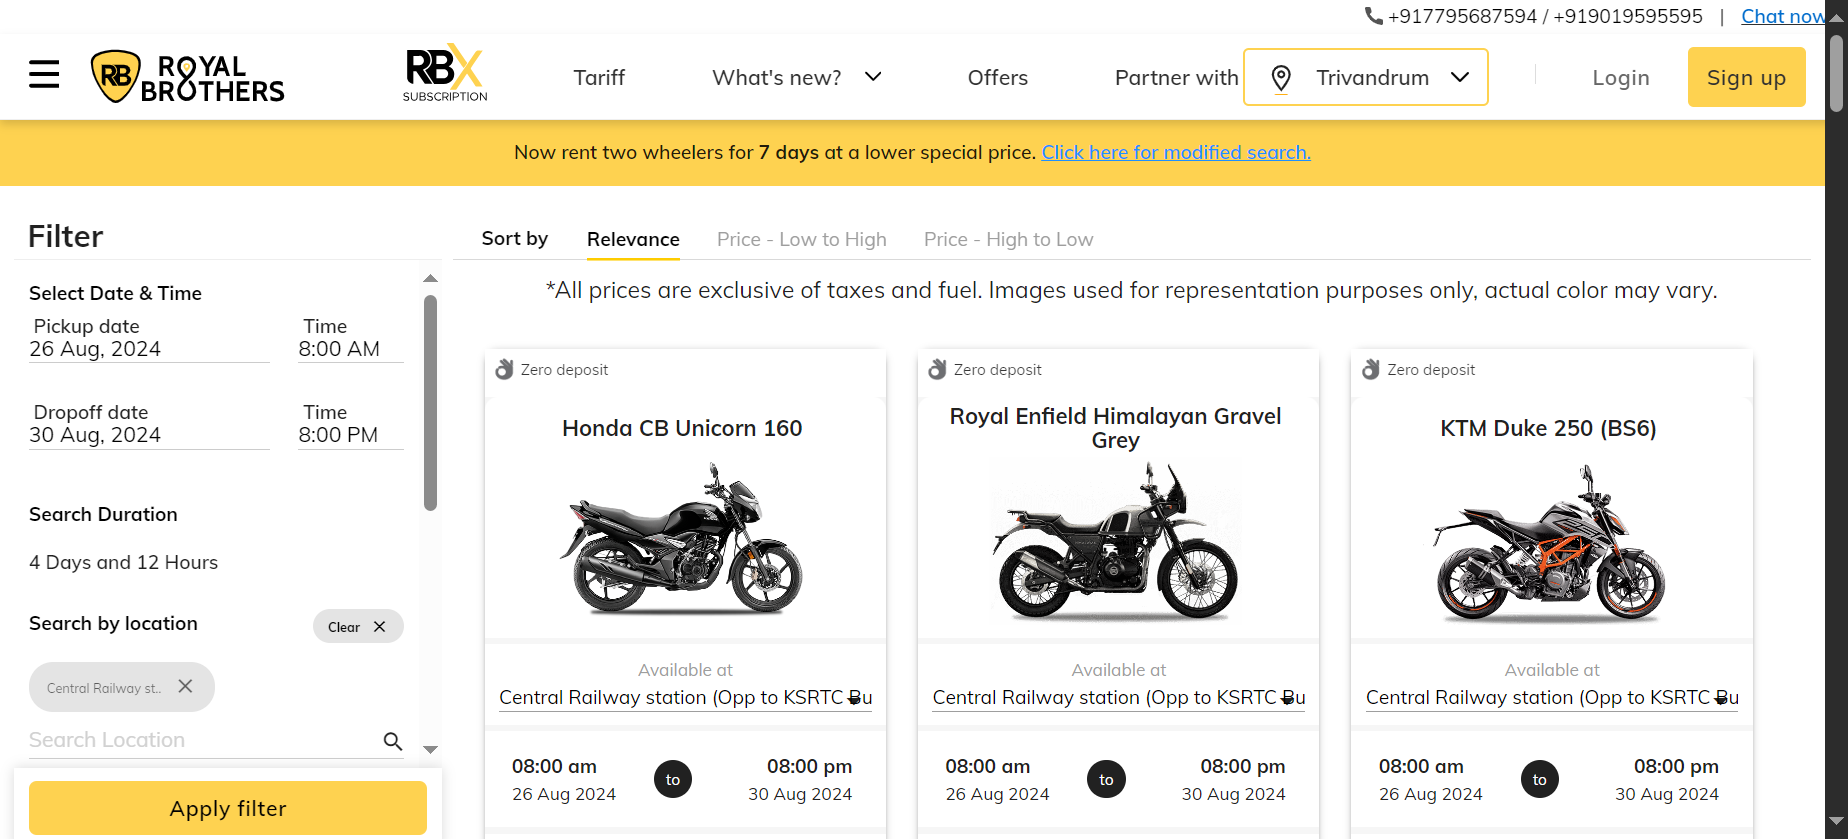 +917795687594 / +919019595595 | Chat now
RB ROYAL BROTHERS
RBX SUBSCRIPTION
Tariff
What's new?
Offers
Partner with
Trivandrum
Login
Sign up
Now rent two wheelers for 7 days at a lower special price. Click here for modified search.
Filter
Select Date & Time
Pickup date Time
26 Aug, 2024 8:00 AM
Dropoff date Time
30 Aug, 2024 8:00 PM
Search Duration
4 Days and 12 Hours
Search by location Clear
Central Railway st..
Search Location
Apply filter
Sort by Relevance Price - Low to High Price - High to Low
*All prices are exclusive of taxes and fuel. Images used for representation purposes only, actual color may vary.
Zero deposit
Honda CB Unicorn 160
Available at
Central Railway station (Opp to KSRTC Bu
08:00 am to 08:00 pm
26 Aug 2024 30 Aug 2024
Zero deposit
Royal Enfield Himalayan Gravel
Grey
Available at
Central Railway station (Opp to KSRTC Bu
08:00 am to 08:00 pm
26 Aug 2024 30 Aug 2024
Zero deposit
KTM Duke 250 (BS6)
Available at
Central Railway station (Opp to KSRTC Bu
08:00 am to 08:00 pm
26 Aug 2024 30 Aug 2024